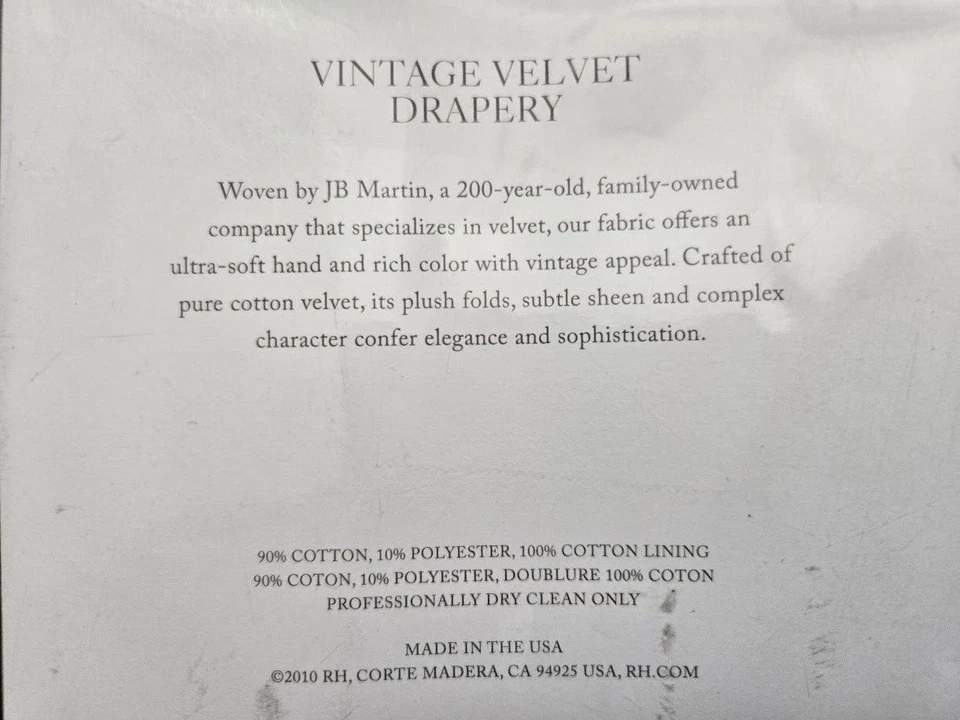 VINTAGE VELVET
DRAPERY
Woven by JB Martin, a 200-year-old, family-owned
company that specializes in velvet, our fabric offers an
ultra-soft hand and rich color with vintage appeal. Crafted of
pure cotton velvet, its plush folds, subtle sheen and complex
character confer elegance and sophistication.
90% COTTON, 10% POLYESTER, 100% COTTON LINING
90% COTON, 10% POLYESTER, DOUBLURE 100% COTON
PROFESSIONALLY DRY CLEAN ONLY
MADE IN THE USA
©2010 RH, CORTE MADERA, CA 94925 USA, RH.COM